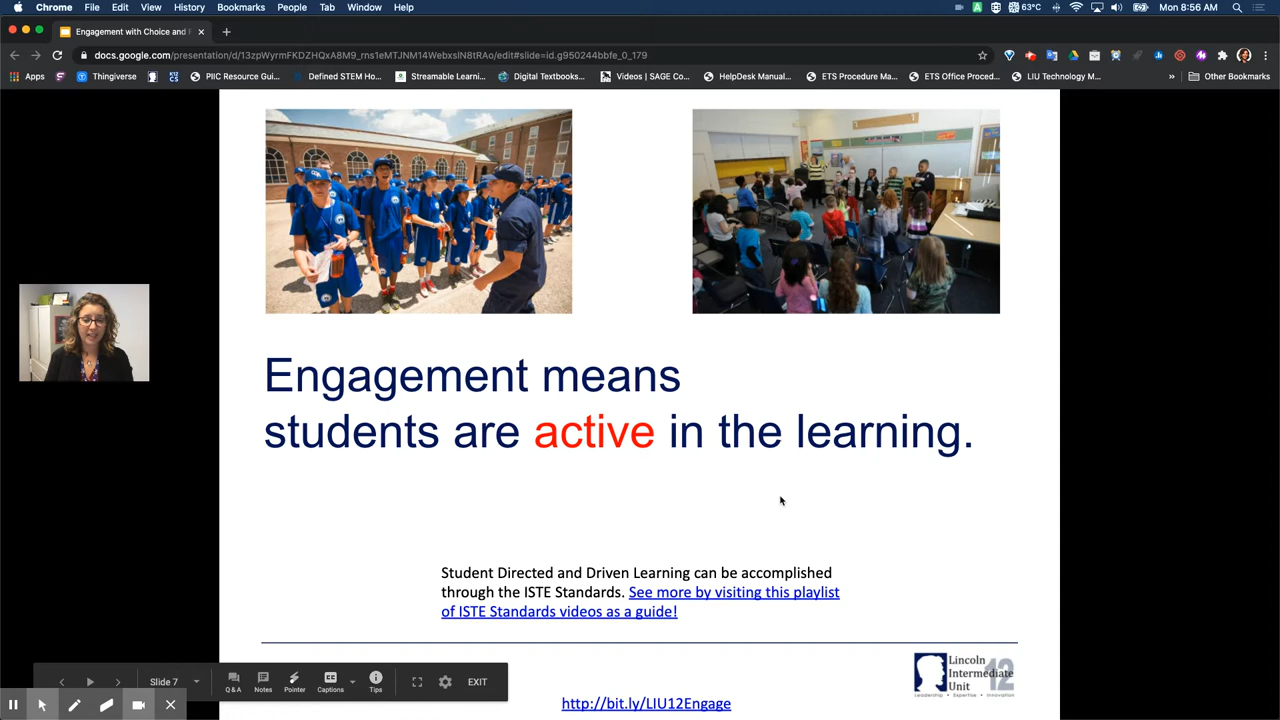 Chrome File Edit View History Bookmarks People Tab Window Help
63°C
Mon 8:56 AM
Engagement with Choice and
docs.google.com/presentation/d/13zpWyrmFKDZHQxA8M9_rns1eMTJNM14WebxslN8tRAo/edit#slide=id.g950244bbfe_0_179
Apps Thingiverse PIIC Resource Gui... Defined STEM Ho... Streamable Learni... Digital Textbooks... Videos | SAGE Co... HelpDesk Manual... ETS Procedure Ma... ETS Office Proced... LIU Technology M... » Other Bookmarks
Engagement means
students are active in the learning.
Student Directed and Driven Learning can be accomplished
through the ISTE Standards. See more by visiting this playlist
of ISTE Standards videos as a guide!
Lincoln
Intermediate
Unit
12
Leadership • Expertise • Innovation
Slide 7
Q & A Notes Pointer Captions Tips EXIT
http://bit.ly/LIU12Engage